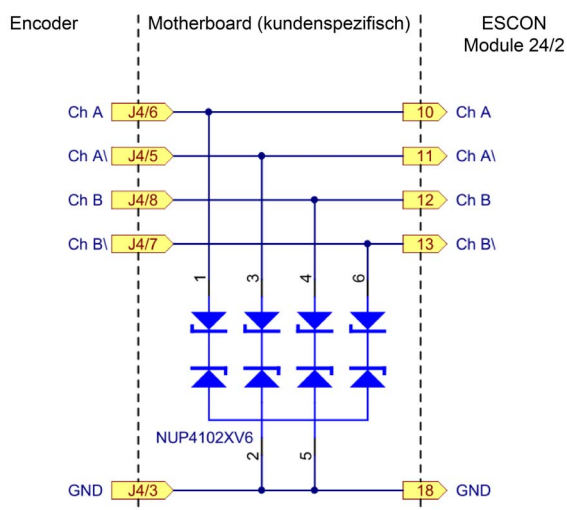 Encoder Motherboard (kundenspezifisch) ESCON
Module 24/2
Ch A J4/6 10 Ch A
Ch A\ J4/5 11 Ch A\
Ch B J4/8 12 Ch B
Ch B\ J4/7 13 Ch B\
1 3 4 6
NUP4102XV6
2 5
GND J4/3 18 GND